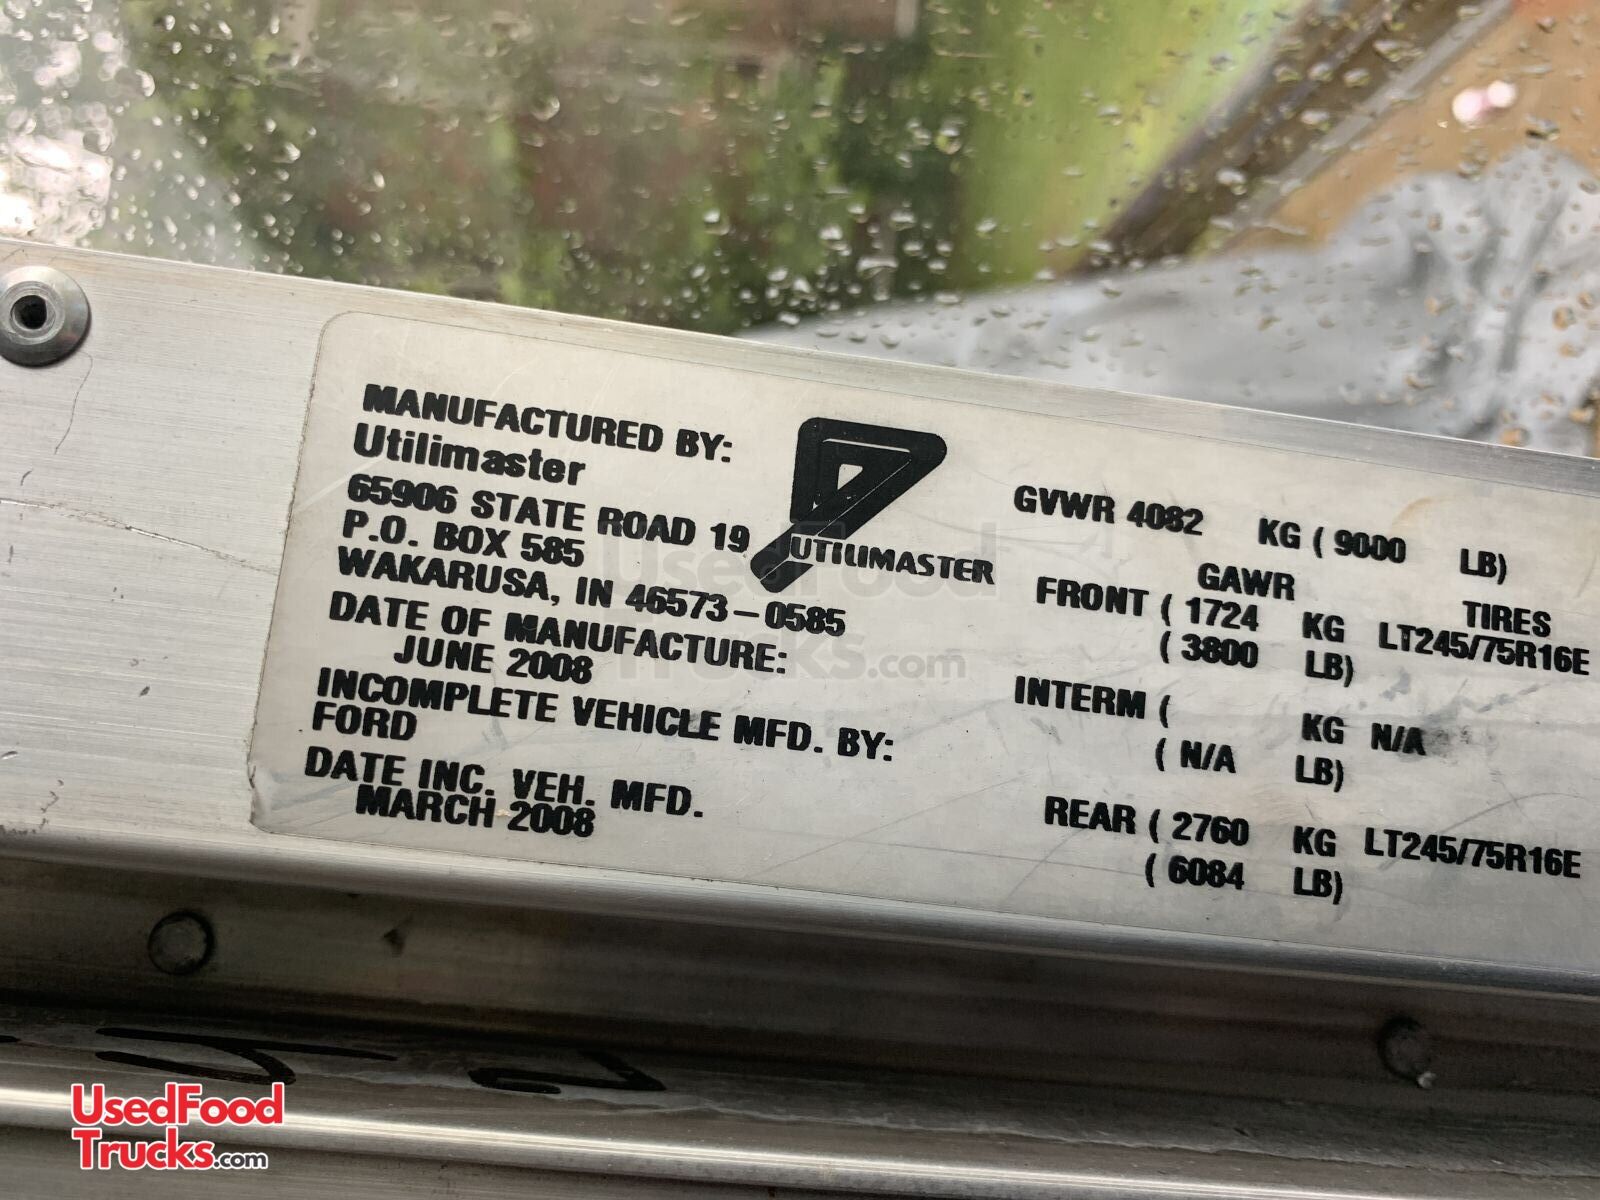 MANUFACTURED BY:
Utilimaster
65906 STATE ROAD 19
P.O. BOX 585
WAKARUSA, IN 46573-0585
DATE OF MANUFACTURE:
JUNE 2008
INCOMPLETE VEHICLE MFD. BY:
FORD
DATE INC. VEH. MFD.
MARCH 2008
UTILIMASTER
GVWR 4082 KG ( 9000 LB)
GAWR TIRES
FRONT ( 1724 KG LT245/75R16E
( 3800 LB)
INTERM ( KG N/A
( N/A LB)
REAR ( 2760 KG LT245/75R16E
( 6084 LB)
UsedFood
Trucks.com
UsedFood
Trucks.com